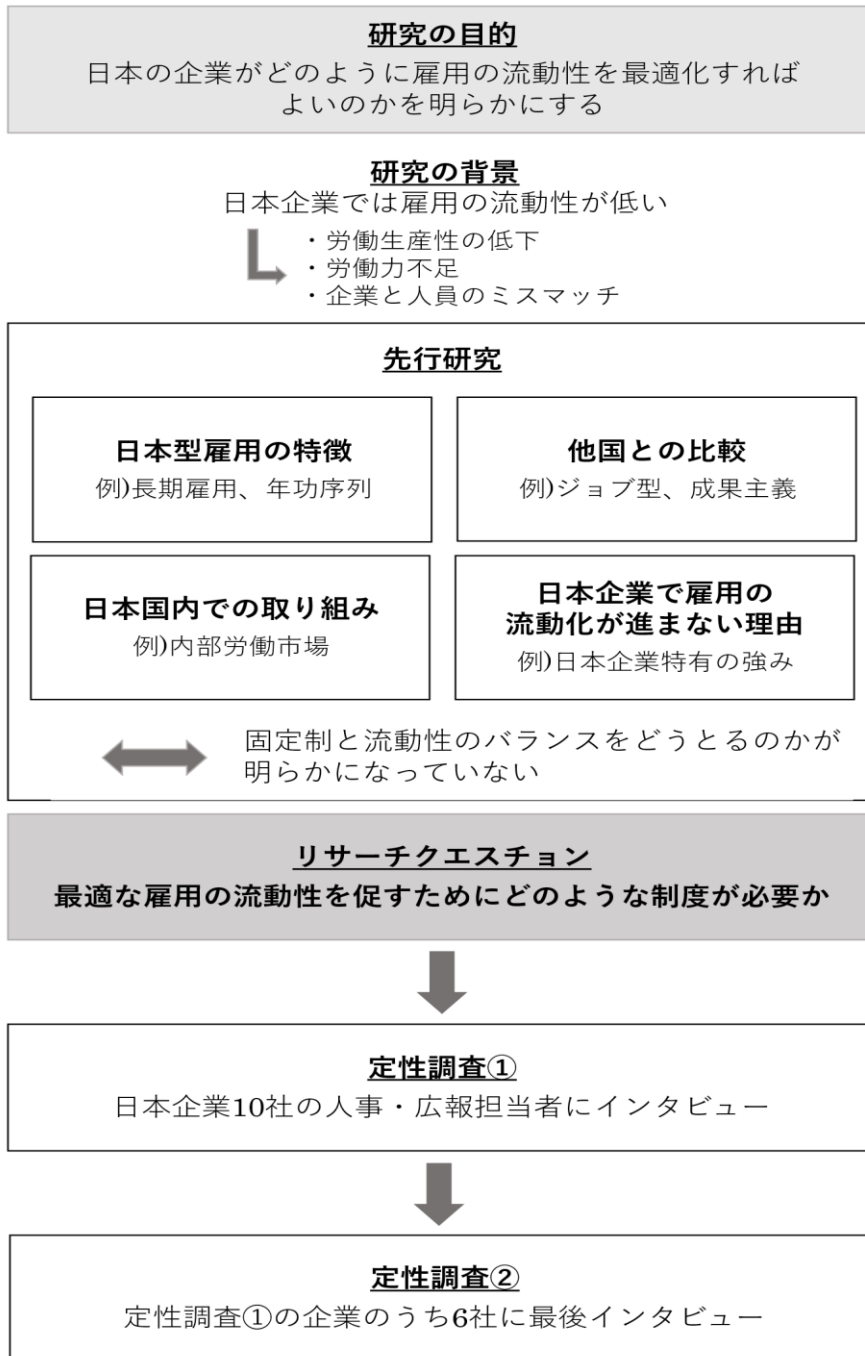 研究の目的
日本の企業がどのように雇用の流動性を最適化すれば
よいのかを明らかにする
研究の背景
日本企業では雇用の流動性が低い
・労働生産性の低下
・労働力不足
・企業と人員のミスマッチ
先行研究
日本型雇用の特徴
例)長期雇用、年功序列
他国との比較
例)ジョブ型、成果主義
日本国内での取り組み
例)内部労働市場
日本企業で雇用の
流動化が進まない理由
例)日本企業特有の強み
固定制と流動性のバランスをどうとるのかが
明らかになっていない
リサーチクエスチョン
最適な雇用の流動性を促すためにどのような制度が必要か
定性調査①
日本企業10社の人事・広報担当者にインタビュー
定性調査②
定性調査①の企業のうち6社に最後インタビュー